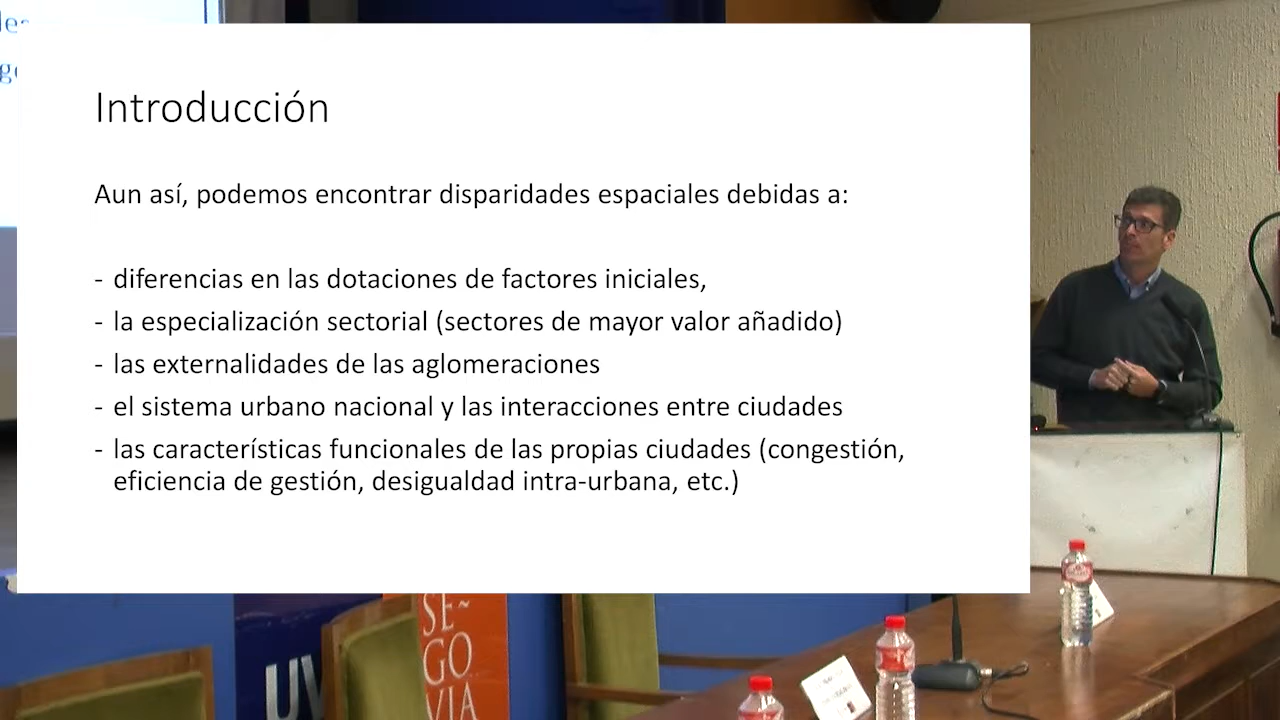 Introducción
Aun así, podemos encontrar disparidades espaciales debidas a:
- diferencias en las dotaciones de factores iniciales,
- la especialización sectorial (sectores de mayor valor añadido)
- las externalidades de las aglomeraciones
- el sistema urbano nacional y las interacciones entre ciudades
- las características funcionales de las propias ciudades (congestión,
eficiencia de gestión, desigualdad intra-urbana, etc.)
SE~
GO
VIA